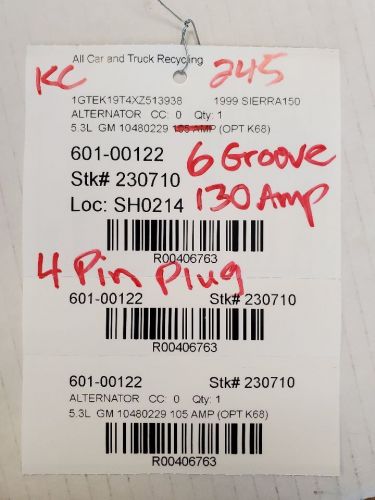 All Car and Truck Recycling
KC 245
1GTEK19T4XZ513938 1999 SIERRA150
ALTERNATOR CC: 0 Qty: 1
5.3L GM 10480229 105 AMP (OPT K68)
601-00122 6 Groove
Stk# 230710
Loc: SH0214 130 Amp
R00406763
4 Pin Plug
601-00122 Stk# 230710
R00406763
601-00122 Stk# 230710
ALTERNATOR CC: 0 Qty: 1
5.3L GM 10480229 105 AMP (OPT K68)
R00406763